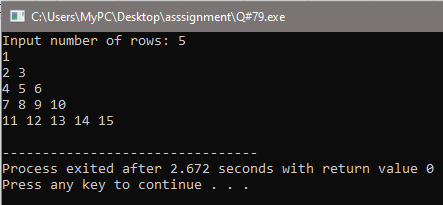 C:\Users\MyPC\Desktop\asssignment\Q#79.exe
Input number of rows: 5
1
2 3
4 5 6
7 8 9 10
11 12 13 14 15
--------------------------------
Process exited after 2.672 seconds with return value 0
Press any key to continue . . .